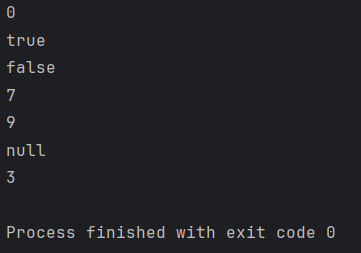 0
true
false
7
9
null
3
Process finished with exit code 0